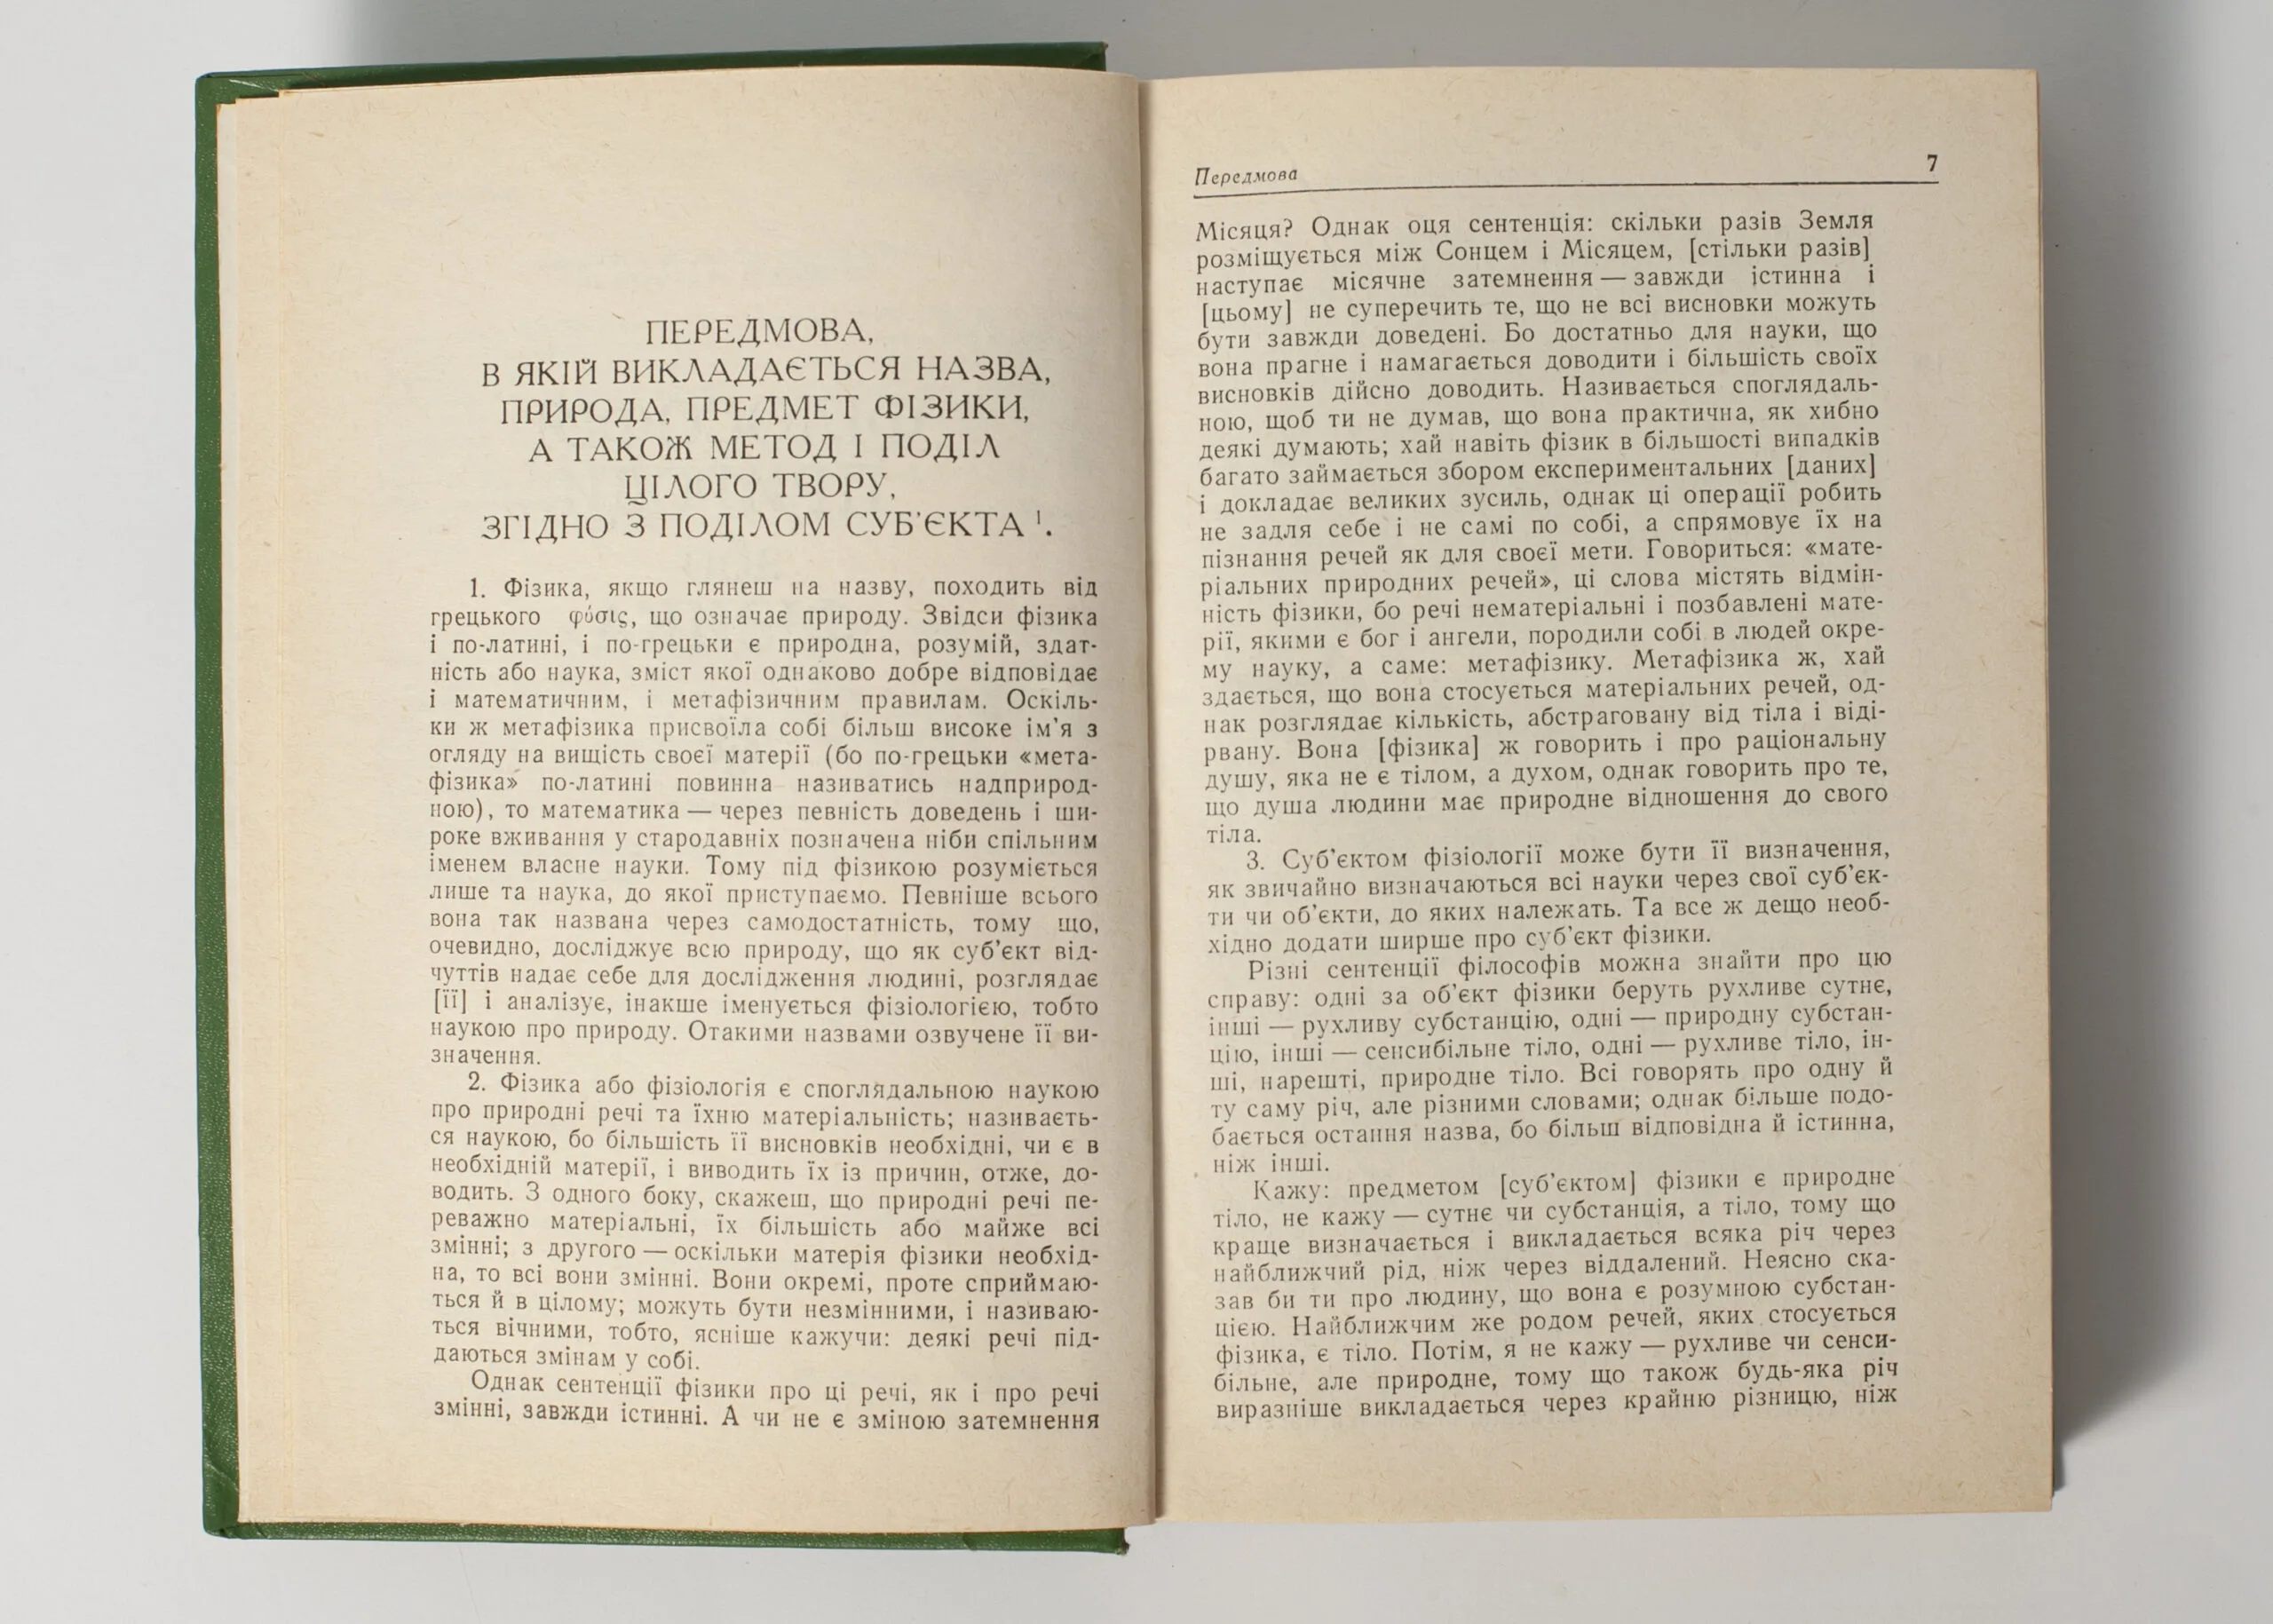 ПЕРЕДМОВА,
В ЯКІЙ ВИКЛАДАЄТЬСЯ НАЗВА,
ПРИРОДА, ПРЕДМЕТ ФІЗИКИ,
А ТАКОЖ МЕТОД І ПОДІЛ
ЦІЛОГО ТВОРУ,
ЗГІДНО З ПОДІЛОМ СУБ'ЄКТА ¹.
1. Фізика, якщо глянеш на назву, походить від
грецького φύσις, що означає природу. Звідси фізика
і по-латині, і по-грецьки є природна, розумій, здат-
ність або наука, зміст якої однаково добре відповідає
і математичним, і метафізичним правилам. Оскіль-
ки ж метафізика присвоїла собі більш високе ім'я з
огляду на вищість своєї матерії (бо по-грецьки «мета-
фізика» по-латині повинна називатись надприрод-
ною), то математика — через певність доведень і ши-
роке вживання у стародавніх позначена ніби спільним
іменем власне науки. Тому під фізикою розуміється
лише та наука, до якої приступаємо. Певніше всього
вона так названа через самодостатність, тому що,
очевидно, досліджує всю природу, що як суб'єкт від-
чуттів надає себе для дослідження людині, розглядає
[її] і аналізує, інакше іменується фізіологією, тобто
наукою про природу. Отакими назвами озвучене її ви-
значення.
2. Фізика або фізіологія є споглядальною наукою
про природні речі та їхню матеріальність; називаєть-
ся наукою, бо більшість її висновків необхідні, чи є в
необхідній матерії, і виводить їх із причин, отже, до-
водить. З одного боку, скажеш, що природні речі пе-
реважно матеріальні, їх більшість або майже всі
змінні; з другого — оскільки матерія фізики необхід-
на, то всі вони змінні. Вони окремі, проте сприймаю-
ться й в цілому; можуть бути незмінними, і називаю-
ться вічними, тобто, ясніше кажучи: деякі речі під-
даються змінам у собі.
Однак сентенції фізики про ці речі, як і про речі
змінні, завжди істинні. А чи не є зміною затемнення
Передмова 7
Місяця? Однак оця сентенція: скільки разів Земля
розміщується між Сонцем і Місяцем, [стільки разів]
наступає місячне затемнення — завжди істинна і
[цьому] не суперечить те, що не всі висновки можуть
бути завжди доведені. Бо достатньо для науки, що
вона прагне і намагається доводити і більшість своїх
висновків дійсно доводить. Називається споглядаль-
ною, щоб ти не думав, що вона практична, як хибно
деякі думають; хай навіть фізик в більшості випадків
багато займається збором експериментальних [даних]
і докладає великих зусиль, однак ці операції робить
не задля себе і не самі по собі, а спрямовує їх на
пізнання речей як для своєї мети. Говориться: «мате-
ріальних природних речей», ці слова містять відмін-
ність фізики, бо речі нематеріальні і позбавлені мате-
рії, якими є бог і ангели, породили собі в людей окре-
му науку, а саме: метафізику. Метафізика ж, хай
здається, що вона стосується матеріальних речей, од-
нак розглядає кількість, абстраговану від тіла і віді-
рвану. Вона [фізика] ж говорить і про раціональну
душу, яка не є тілом, а духом, однак говорить про те,
що душа людини має природне відношення до свого
тіла.
3. Суб'єктом фізіології може бути її визначення,
як звичайно визначаються всі науки через свої суб'єк-
ти чи об'єкти, до яких належать. Та все ж дещо необ-
хідно додати ширше про суб'єкт фізики.
Різні сентенції філософів можна знайти про цю
справу: одні за об'єкт фізики беруть рухливе сутнє,
інші — рухливу субстанцію, одні — природну субстан-
цію, інші — сенсибільне тіло, одні — рухливе тіло, ін-
ші, нарешті, природне тіло. Всі говорять про одну й
ту саму річ, але різними словами; однак більше подо-
бається остання назва, бо більш відповідна й істинна,
ніж інші.
Кажу: предметом [суб'єктом] фізики є природне
тіло, не кажу — сутнє чи субстанція, а тіло, тому що
краще визначається і викладається всяка річ через
найближчий рід, ніж через віддалений. Неясно ска-
зав би ти про людину, що вона є розумною субстан-
цією. Найближчим же родом речей, яких стосується
фізика, є тіло. Потім, я не кажу — рухливе чи сенси-
більне, але природне, тому що також будь-яка річ
виразніше викладається через крайню різницю, ніж